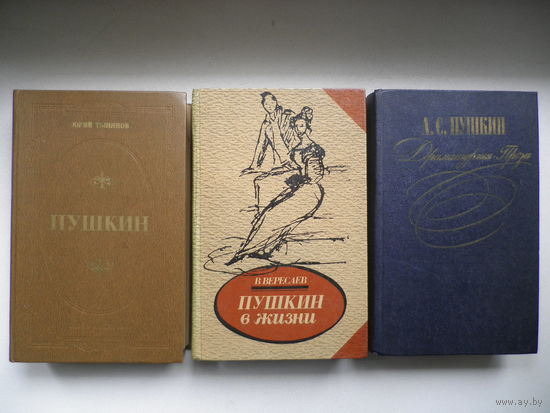 ЮРИЙ ТЫНЯНОВ
ПУШКИН
В. ВЕРЕСАЕВ
ПУШКИН
в жизни
А. С. ПУШКИН
Драматургия Проза
www.ay.by